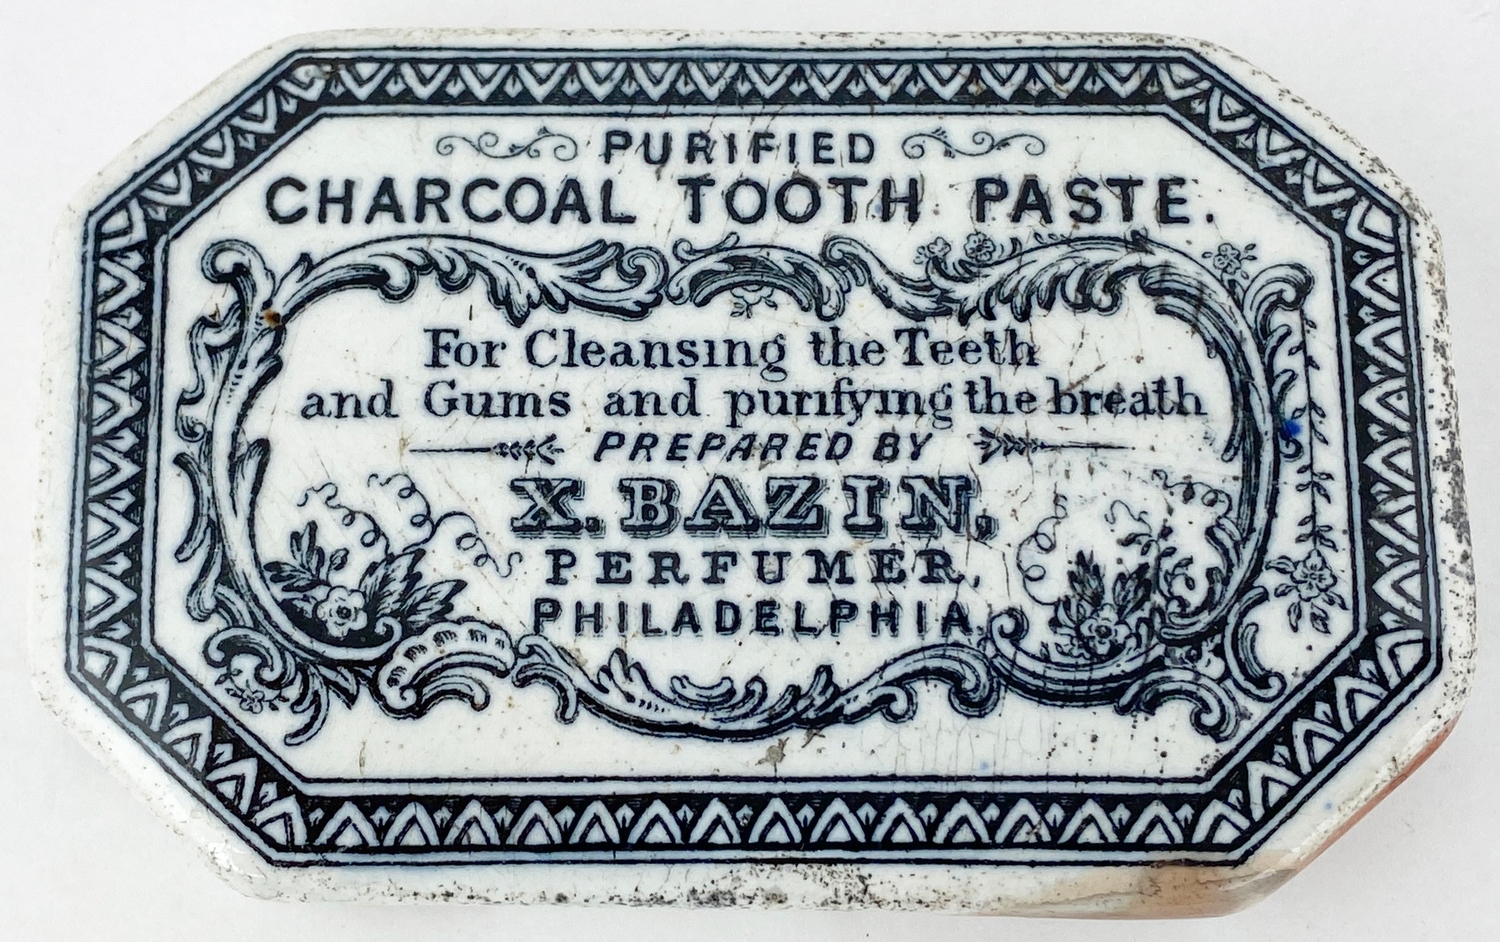 PURIFIED
CHARCOAL TOOTH PASTE.
For Cleansing the Teeth
and Gums and purifying the breath
PREPARED BY
X. BAZIN,
PERFUMER,
PHILADELPHIA